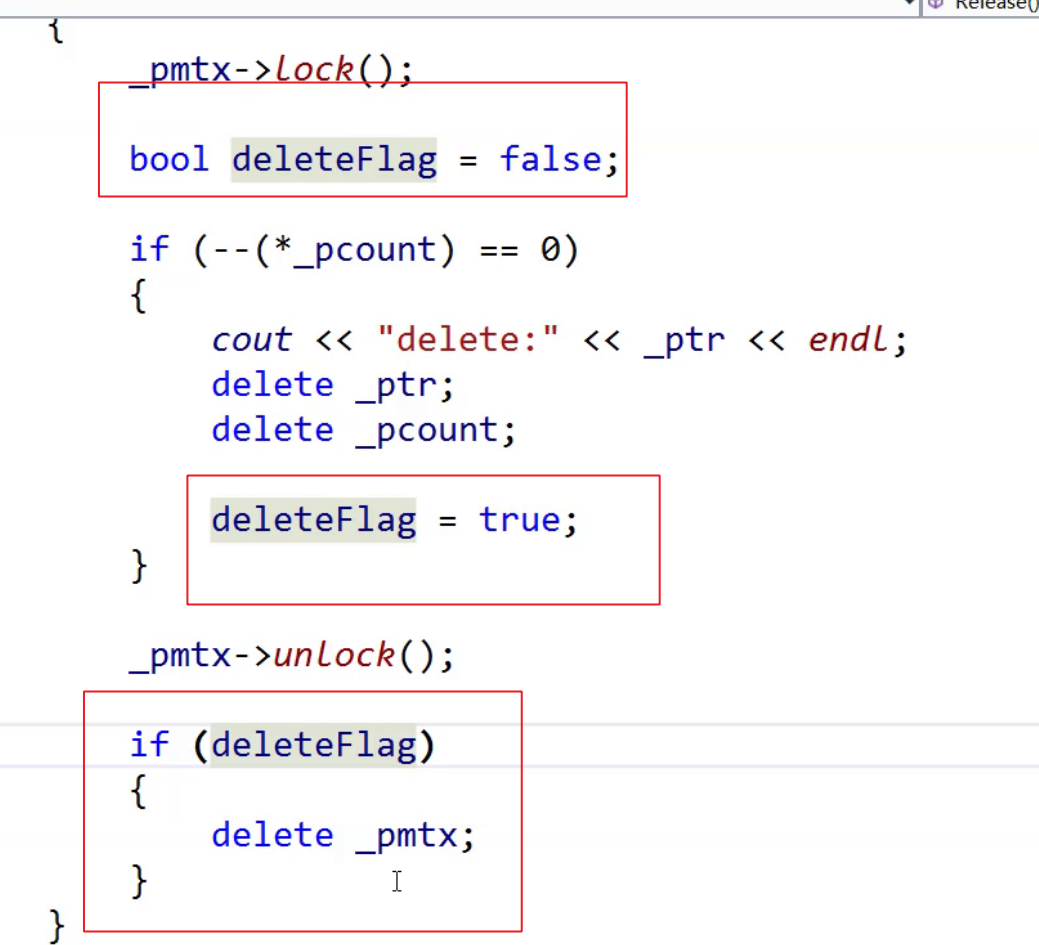 Release()
{
_pmtx->lock();
bool deleteFlag = false;
if (--(*_pcount) == 0)
{
cout << "delete:" << _ptr << endl;
delete _ptr;
delete _pcount;
deleteFlag = true;
}
_pmtx->unlock();
if (deleteFlag)
{
delete _pmtx;
}
}